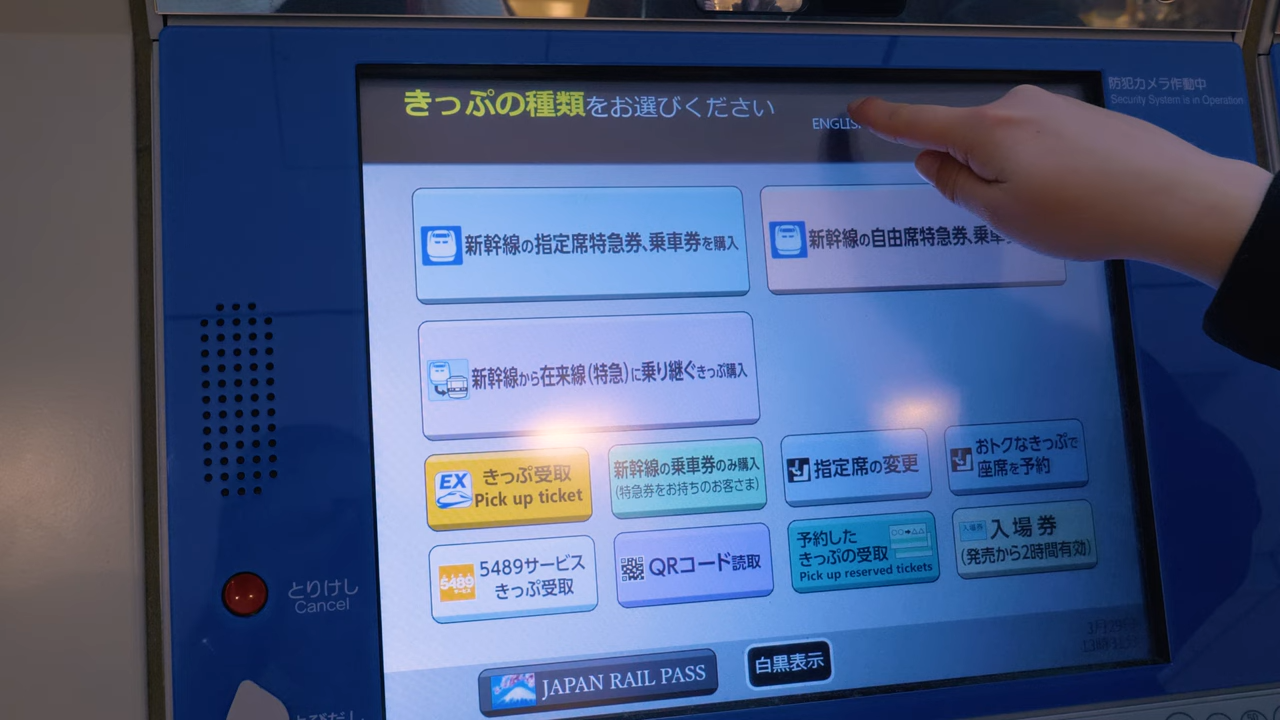 きっぷの種類をお選びください
防犯カメラ作動中
Security System is in Operation
新幹線の指定席特急券、乗車券を購入
新幹線の自由席特急券、乗車
新幹線から在来線(特急)に乗り継ぐきっぷ購入
EX
きっぷ受取
Pick up ticket
新幹線の乗車券のみ購入
(特急券をお持ちのお客さま)
指定席の変更
おトクなきっぷで
座席を予約
5489
サービス
5489サービス
きっぷ受取
QRコード読取
予約した
きっぷの受取
Pick up reserved tickets
入場券
入場券
(発売から2時間有効)
とりけし
Cancel
JAPAN RAIL PASS
白黒表示